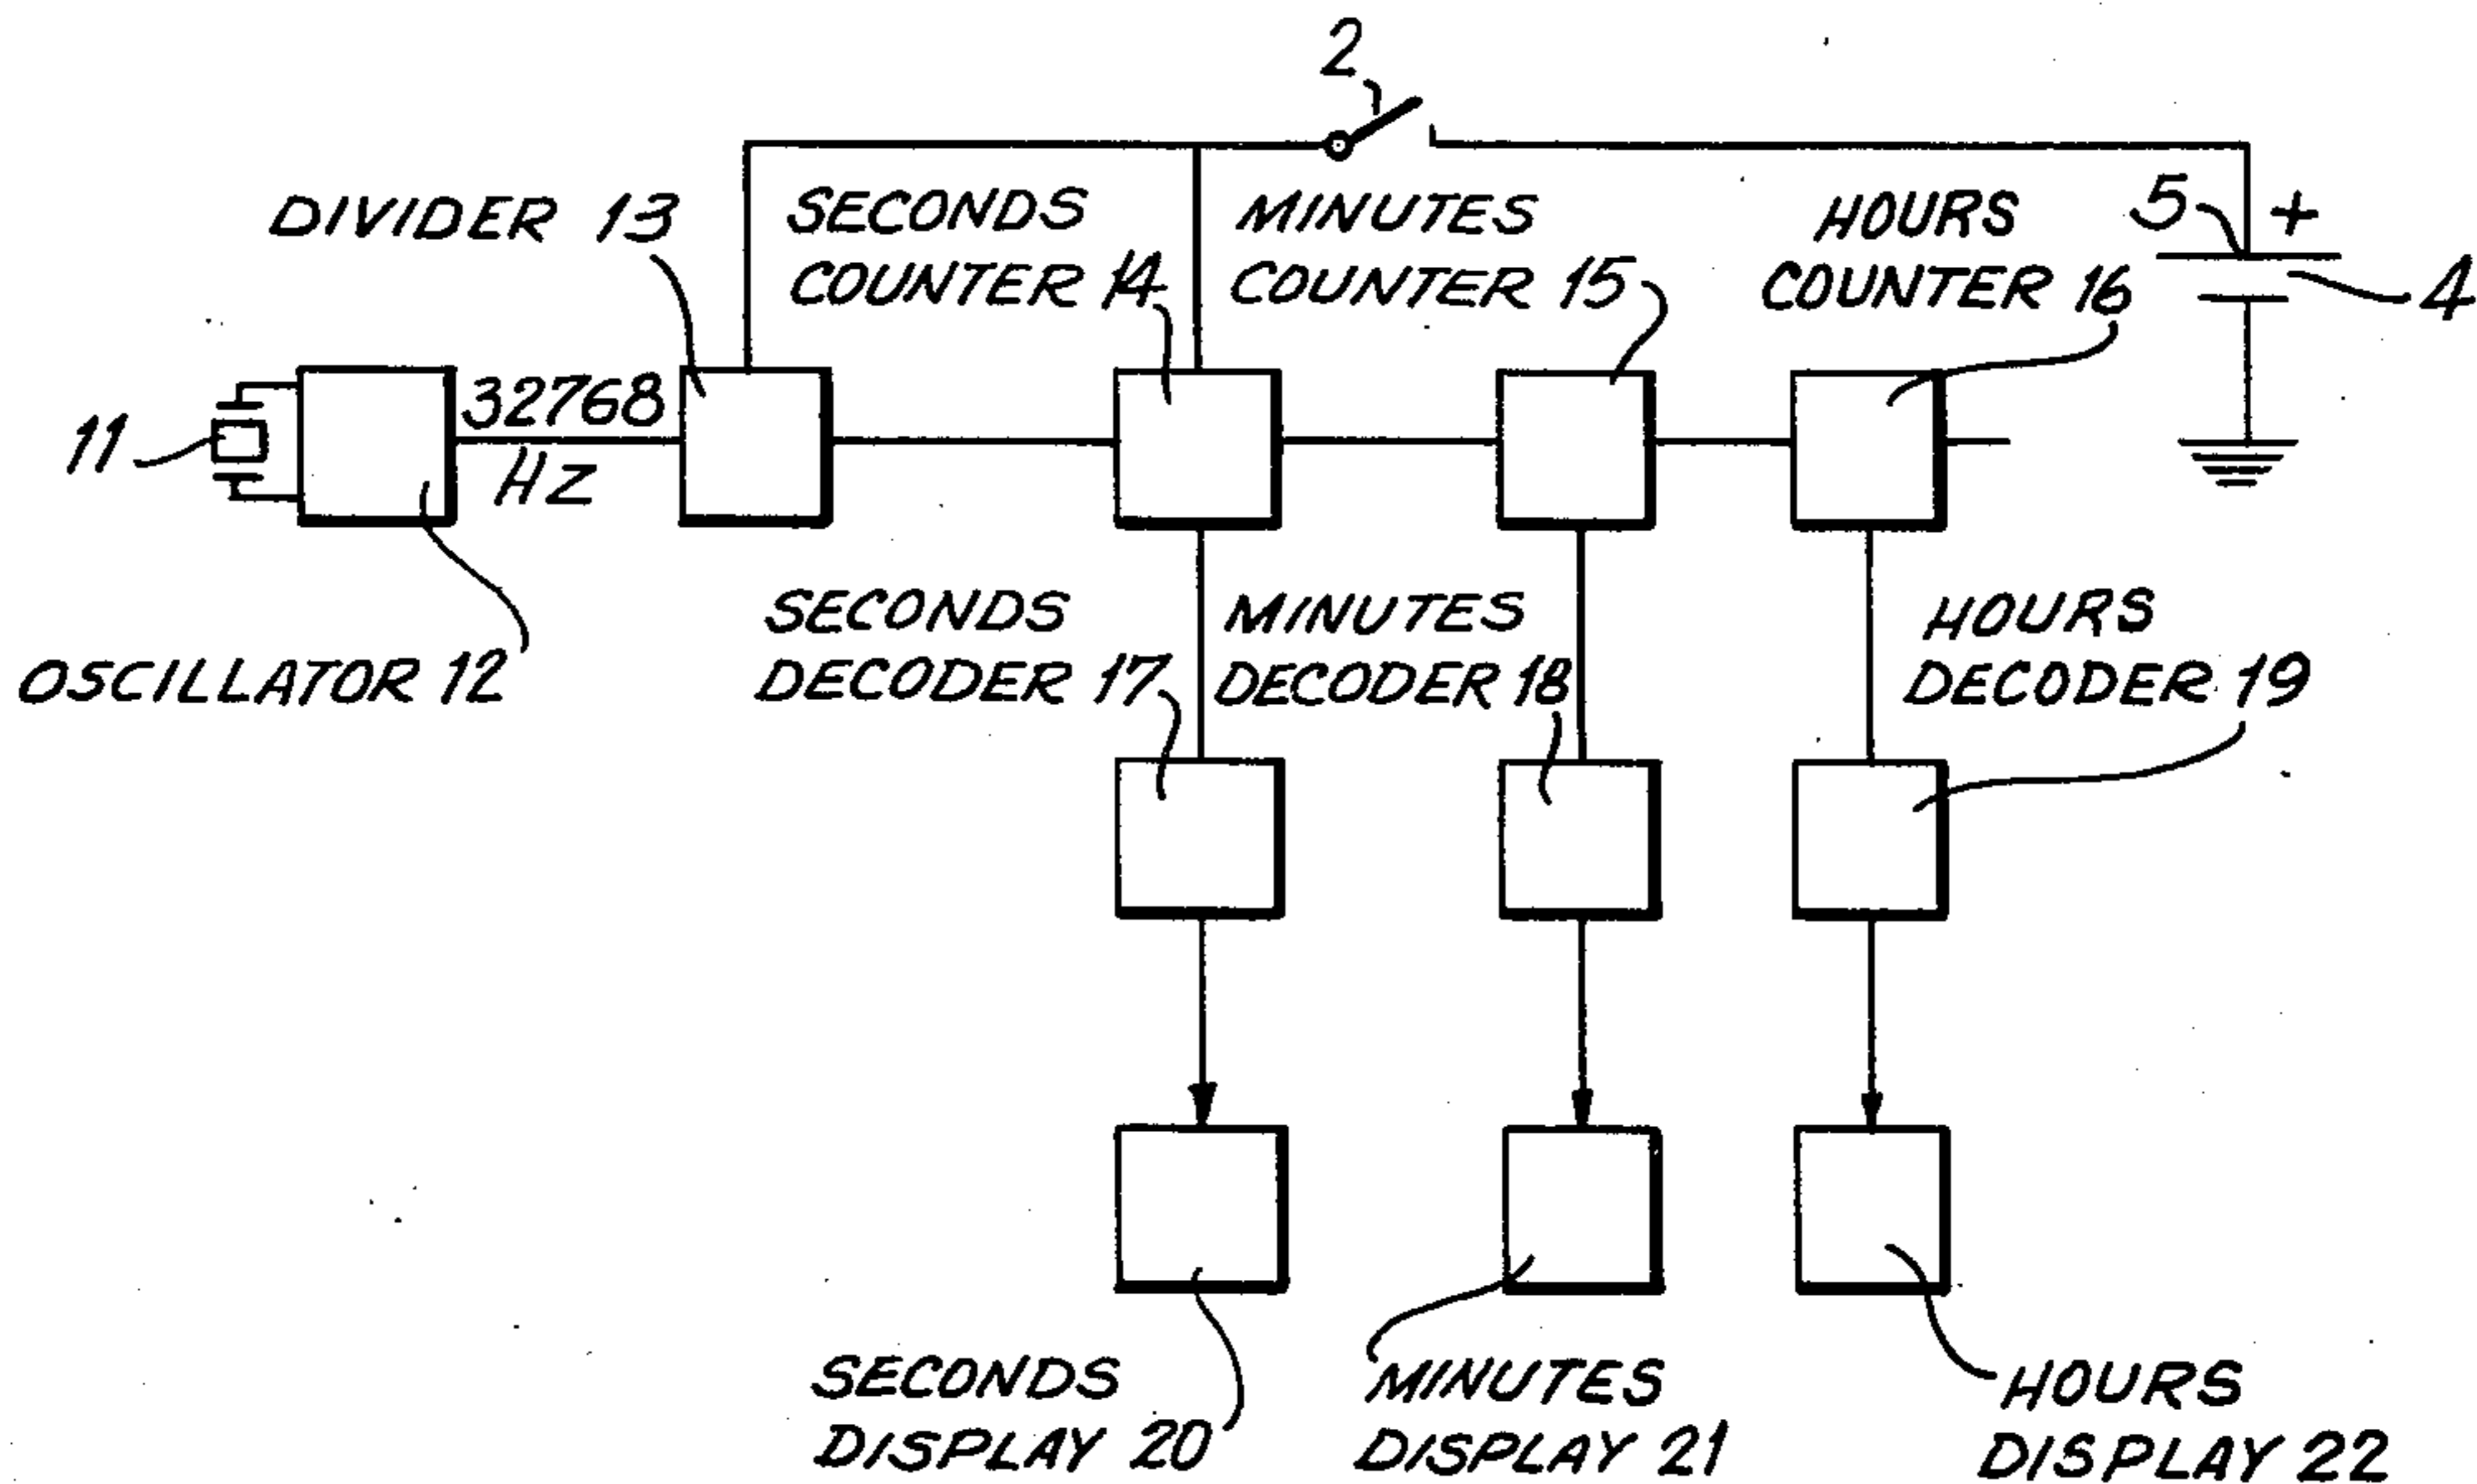 2
DIVIDER 13
SECONDS
COUNTER 14
MINUTES
COUNTER 15
HOURS
COUNTER 16
5
+
4
11
32768
HZ
OSCILLATOR 12
SECONDS
DECODER 17
MINUTES
DECODER 18
HOURS
DECODER 19
SECONDS
DISPLAY 20
MINUTES
DISPLAY 21
HOURS
DISPLAY 22